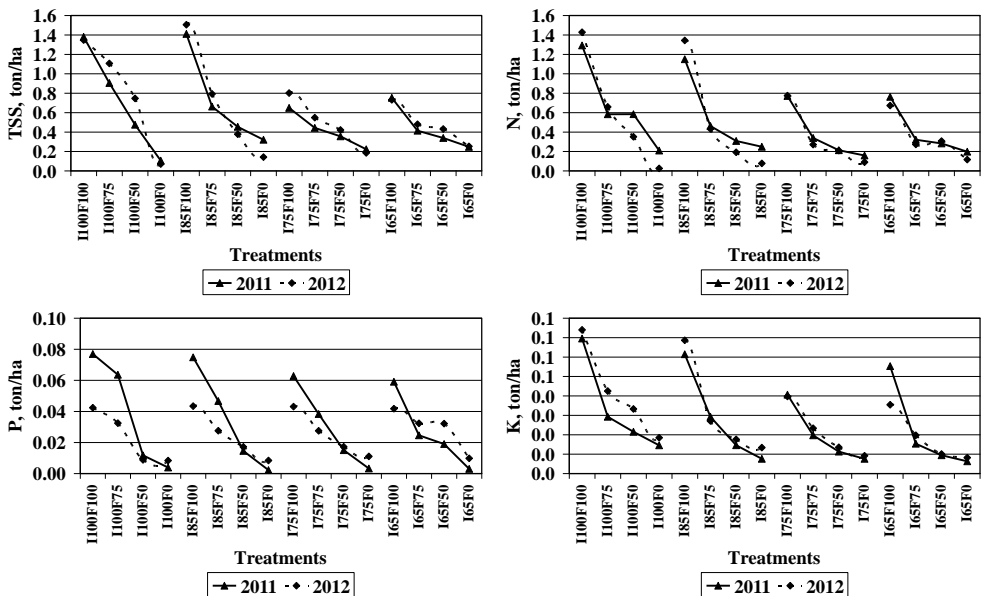 TSS, ton/ha
1.6
1.4
1.2
1.0
0.8
0.6
0.4
0.2
0.0
I100F100
I100F75
I100F50
I100F0
I85F100
I85F75
I85F50
I85F0
I75F100
I75F75
I75F50
I75F0
I65F100
I65F75
I65F50
I65F0
Treatments
2011 2012
N, ton/ha
1.6
1.4
1.2
1.0
0.8
0.6
0.4
0.2
0.0
I100F100
I100F75
I100F50
I100F0
I85F100
I85F75
I85F50
I85F0
I75F100
I75F75
I75F50
I75F0
I65F100
I65F75
I65F50
I65F0
Treatments
2011 2012
P, ton/ha
0.10
0.08
0.06
0.04
0.02
0.00
I100F100
I100F75
I100F50
I100F0
I85F100
I85F75
I85F50
I85F0
I75F100
I75F75
I75F50
I75F0
I65F100
I65F75
I65F50
I65F0
Treatments
2011 2012
K, ton/ha
0.1
0.1
0.1
0.1
0.0
0.0
0.0
0.0
0.0
I100F100
I100F75
I100F50
I100F0
I85F100
I85F75
I85F50
I85F0
I75F100
I75F75
I75F50
I75F0
I65F100
I65F75
I65F50
I65F0
Treatments
2011 2012